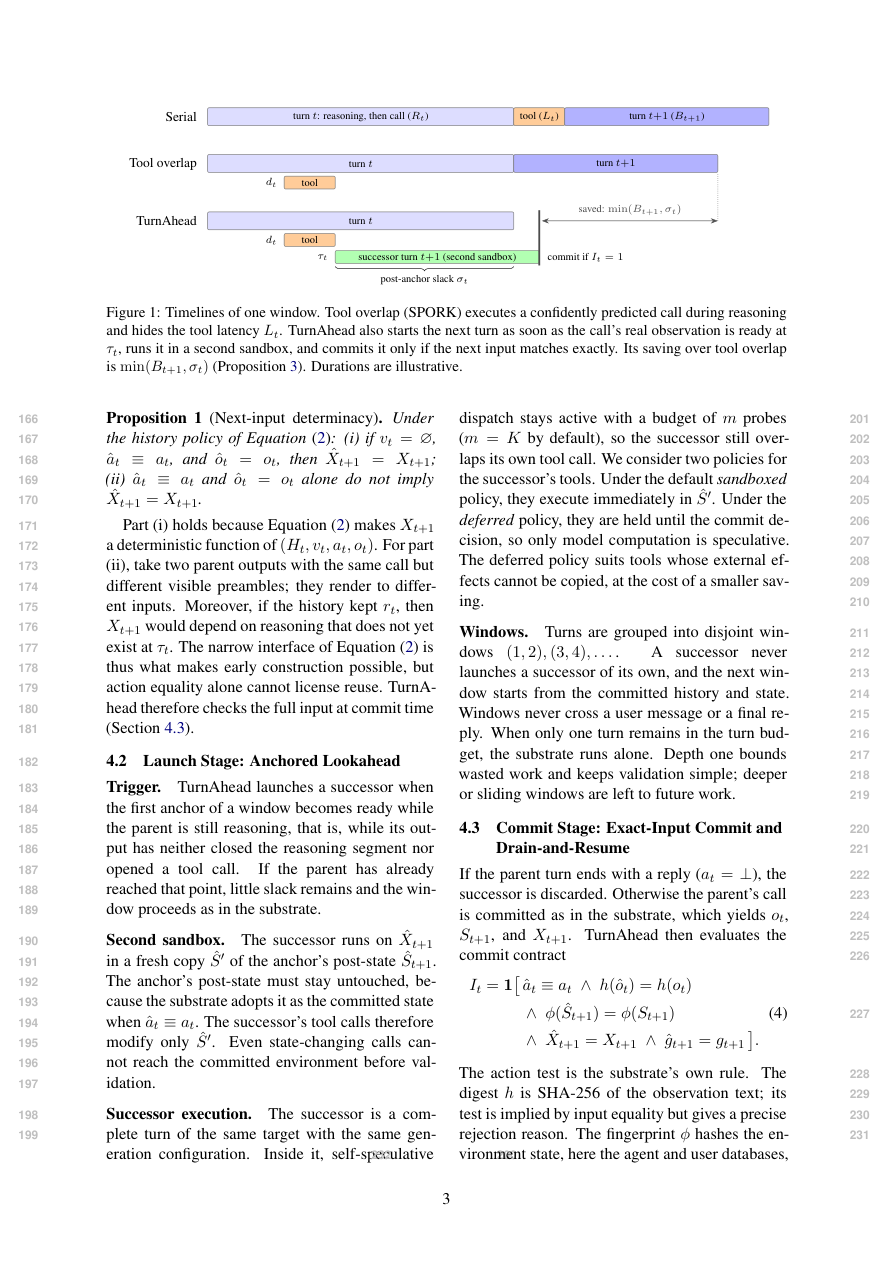 Serial
turn t: reasoning, then call (R_t)
tool (L_t)
turn t+1 (B_{t+1})
Tool overlap
turn t
turn t+1
d_t
tool
saved: min(B_{t+1}, σ_t)
TurnAhead
turn t
d_t
tool
τ_t
successor turn t+1 (second sandbox)
commit if I_t = 1
post-anchor slack σ_t
Figure 1: Timelines of one window. Tool overlap (SPORK) executes a confidently predicted call during reasoning
and hides the tool latency L_t. TurnAhead also starts the next turn as soon as the call’s real observation is ready at
τ_t, runs it in a second sandbox, and commits it only if the next input matches exactly. Its saving over tool overlap
is min(B_{t+1}, σ_t) (Proposition 3). Durations are illustrative.
166 Proposition 1 (Next-input determinacy). Under
167 the history policy of Equation (2): (i) if v_t = ∅,
168 â_t ≡ a_t, and ô_t = o_t, then X̂_{t+1} = X_{t+1};
169 (ii) â_t ≡ a_t and ô_t = o_t alone do not imply
170 X̂_{t+1} = X_{t+1}.
171 Part (i) holds because Equation (2) makes X_{t+1}
172 a deterministic function of (H_t, v_t, a_t, o_t). For part
173 (ii), take two parent outputs with the same call but
174 different visible preambles; they render to differ-
175 ent inputs. Moreover, if the history kept r_t, then
176 X_{t+1} would depend on reasoning that does not yet
177 exist at τ_t. The narrow interface of Equation (2) is
178 thus what makes early construction possible, but
179 action equality alone cannot license reuse. TurnA-
180 head therefore checks the full input at commit time
181 (Section 4.3).
182 4.2 Launch Stage: Anchored Lookahead
183 Trigger. TurnAhead launches a successor when
184 the first anchor of a window becomes ready while
185 the parent is still reasoning, that is, while its out-
186 put has neither closed the reasoning segment nor
187 opened a tool call. If the parent has already
188 reached that point, little slack remains and the win-
189 dow proceeds as in the substrate.
190 Second sandbox. The successor runs on X̂_{t+1}
191 in a fresh copy Ŝ′ of the anchor’s post-state Ŝ_{t+1}.
192 The anchor’s post-state must stay untouched, be-
193 cause the substrate adopts it as the committed state
194 when â_t ≡ a_t. The successor’s tool calls therefore
195 modify only Ŝ′. Even state-changing calls can-
196 not reach the committed environment before val-
197 idation.
198 Successor execution. The successor is a com-
199 plete turn of the same target with the same gen-
eration configuration. Inside it, self-speculative
dispatch stays active with a budget of m probes 201
(m = K by default), so the successor still over- 202
laps its own tool call. We consider two policies for 203
the successor’s tools. Under the default sandboxed 204
policy, they execute immediately in Ŝ′. Under the 205
deferred policy, they are held until the commit de- 206
cision, so only model computation is speculative. 207
The deferred policy suits tools whose external ef- 208
fects cannot be copied, at the cost of a smaller sav- 209
ing. 210
Windows. Turns are grouped into disjoint win- 211
dows (1, 2), (3, 4), . . . . A successor never 212
launches a successor of its own, and the next win- 213
dow starts from the committed history and state. 214
Windows never cross a user message or a final re- 215
ply. When only one turn remains in the turn bud- 216
get, the substrate runs alone. Depth one bounds 217
wasted work and keeps validation simple; deeper 218
or sliding windows are left to future work. 219
4.3 Commit Stage: Exact-Input Commit and 220
Drain-and-Resume 221
If the parent turn ends with a reply (a_t = ⊥), the 222
successor is discarded. Otherwise the parent’s call 223
is committed as in the substrate, which yields o_t, 224
S_{t+1}, and X_{t+1}. TurnAhead then evaluates the 225
commit contract 226
I_t = 1[ â_t ≡ a_t ∧ h(ô_t) = h(o_t)
∧ φ(Ŝ_{t+1}) = φ(S_{t+1}) (4) 227
∧ X̂_{t+1} = X_{t+1} ∧ ĝ_{t+1} = g_{t+1} ].
The action test is the substrate’s own rule. The 228
digest h is SHA-256 of the observation text; its 229
test is implied by input equality but gives a precise 230
rejection reason. The fingerprint φ hashes the en- 231
vironment state, here the agent and user databases,
3